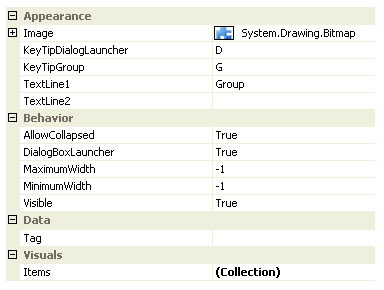 Appearance
Image System.Drawing.Bitmap
KeyTipDialogLauncher D
KeyTipGroup G
TextLine1 Group
TextLine2
Behavior
AllowCollapsed True
DialogBoxLauncher True
MaximumWidth -1
MinimumWidth -1
Visible True
Data
Tag
Visuals
Items (Collection)